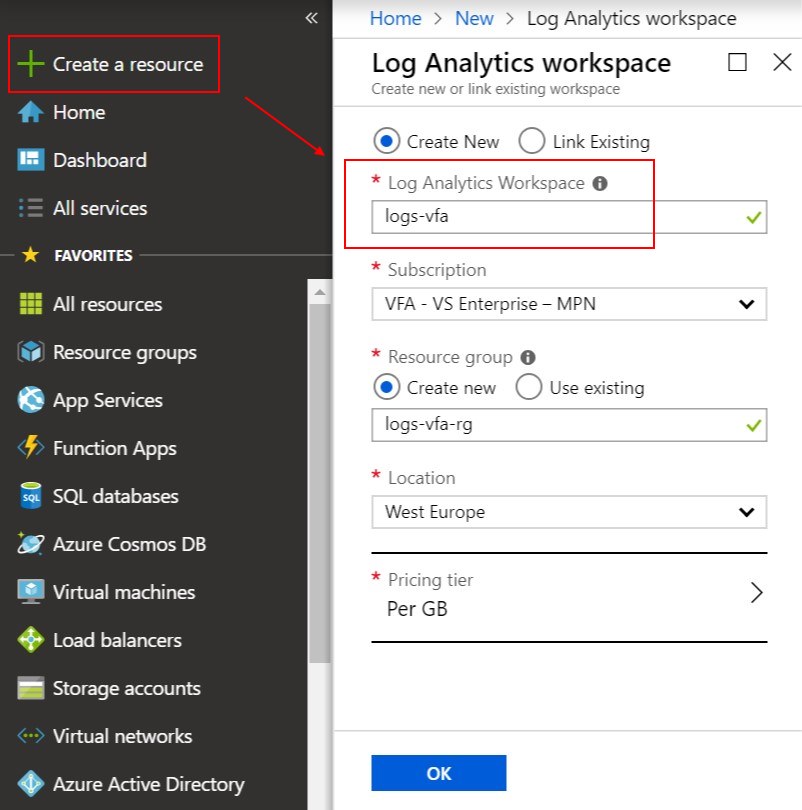 «
Create a resource
Home
Dashboard
All services
FAVORITES
All resources
Resource groups
App Services
Function Apps
SQL
SQL databases
Azure Cosmos DB
Virtual machines
Load balancers
Storage accounts
Virtual networks
Azure Active Directory
Home > New > Log Analytics workspace
Log Analytics workspace
Create new or link existing workspace
Create New Link Existing
* Log Analytics Workspace
logs-vfa
* Subscription
VFA - VS Enterprise – MPN
* Resource group
Create new Use existing
logs-vfa-rg
* Location
West Europe
* Pricing tier
Per GB
OK